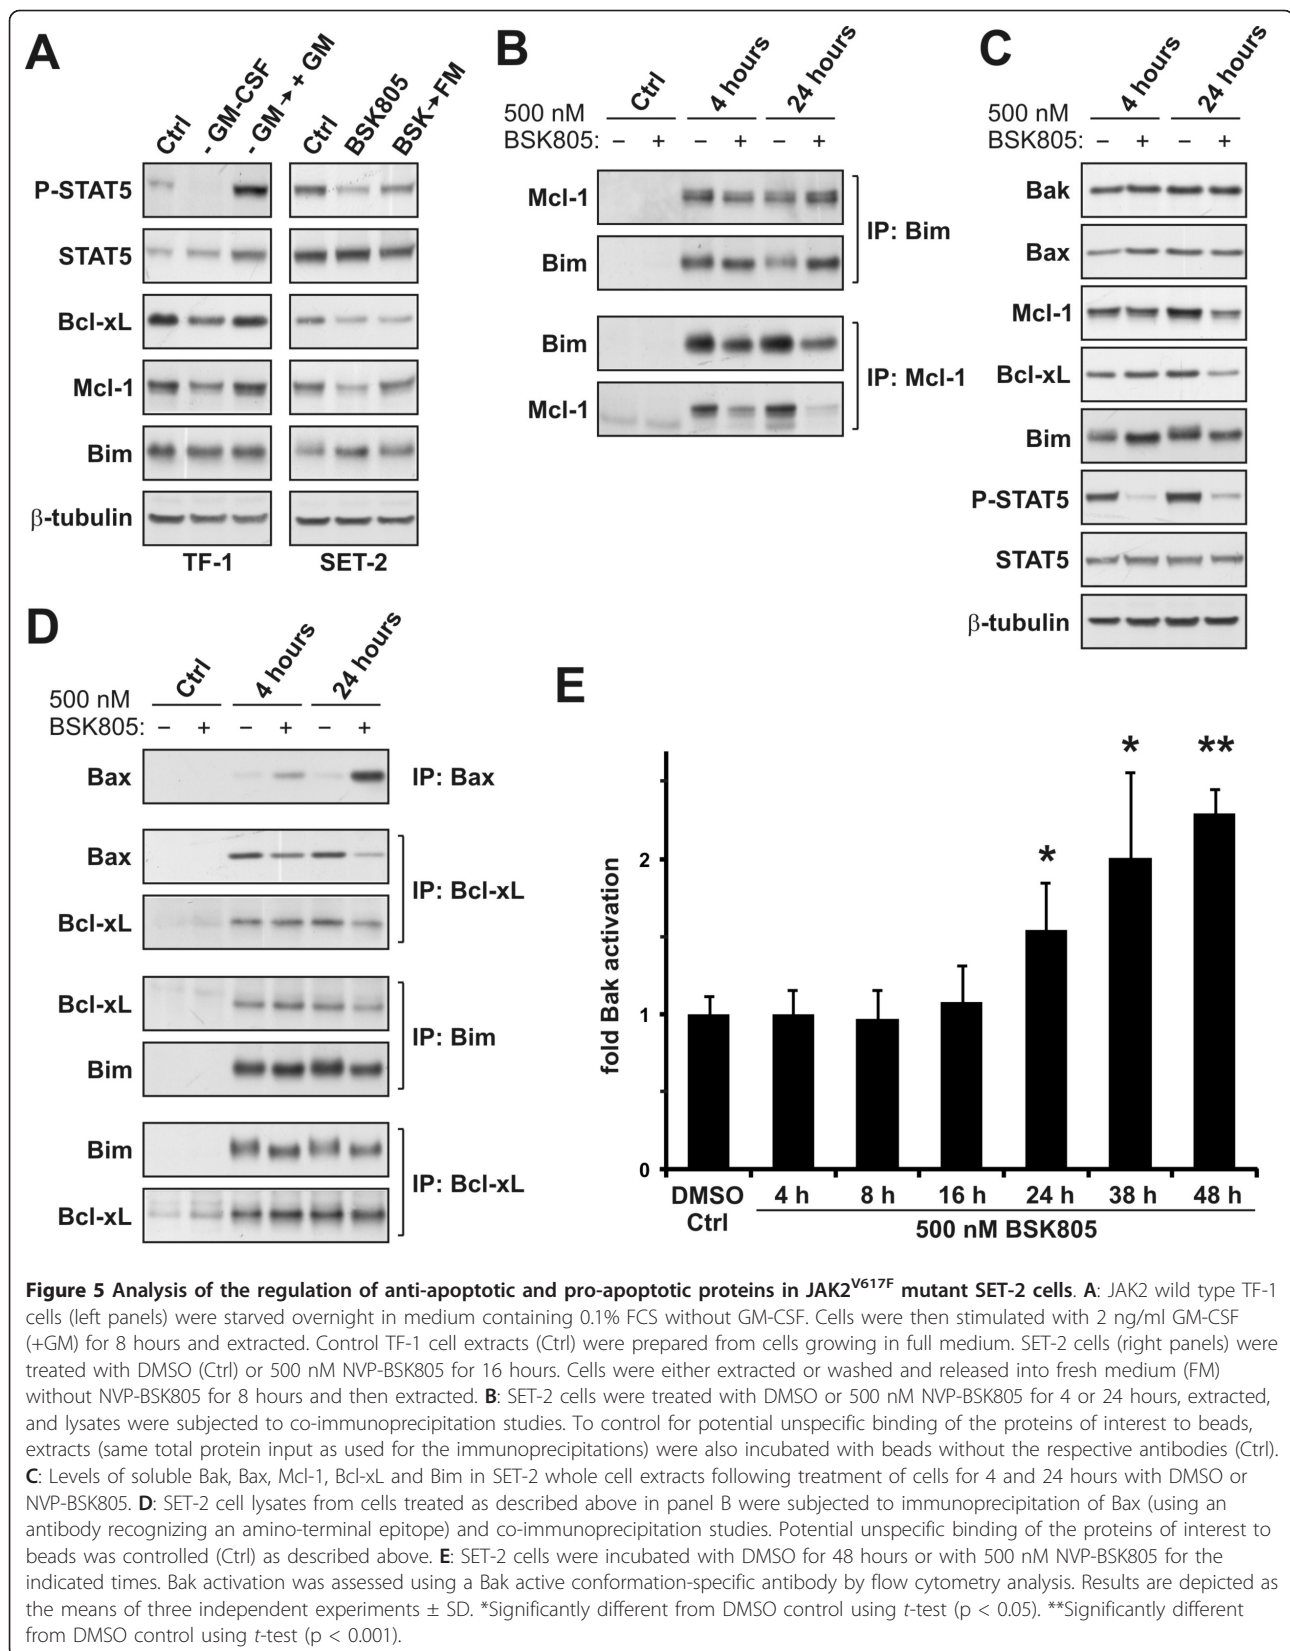 A
Ctrl
- GM-CSF
- GM→ + GM
Ctrl
BSK805
BSK→FM
P-STAT5
STAT5
Bcl-xL
Mcl-1
Bim
β-tubulin
TF-1
SET-2
B
Ctrl
4 hours
24 hours
500 nM
BSK805: – + – + – +
Mcl-1
Bim
IP: Bim
Bim
Mcl-1
IP: Mcl-1
C
4 hours
24 hours
500 nM
BSK805: – + – +
Bak
Bax
Mcl-1
Bcl-xL
Bim
P-STAT5
STAT5
β-tubulin
D
Ctrl
4 hours
24 hours
500 nM
BSK805: – + – + – +
Bax
IP: Bax
Bax
Bcl-xL
IP: Bcl-xL
Bcl-xL
Bim
IP: Bim
Bim
Bcl-xL
IP: Bcl-xL
E
fold Bak activation
2
1
0
*
*
**
DMSO
Ctrl
4 h
8 h
16 h
24 h
38 h
48 h
500 nM BSK805
Figure 5 Analysis of the regulation of anti-apoptotic and pro-apoptotic proteins in JAK2V617F mutant SET-2 cells. A: JAK2 wild type TF-1
cells (left panels) were starved overnight in medium containing 0.1% FCS without GM-CSF. Cells were then stimulated with 2 ng/ml GM-CSF
(+GM) for 8 hours and extracted. Control TF-1 cell extracts (Ctrl) were prepared from cells growing in full medium. SET-2 cells (right panels) were
treated with DMSO (Ctrl) or 500 nM NVP-BSK805 for 16 hours. Cells were either extracted or washed and released into fresh medium (FM)
without NVP-BSK805 for 8 hours and then extracted. B: SET-2 cells were treated with DMSO or 500 nM NVP-BSK805 for 4 or 24 hours, extracted,
and lysates were subjected to co-immunoprecipitation studies. To control for potential unspecific binding of the proteins of interest to beads,
extracts (same total protein input as used for the immunoprecipitations) were also incubated with beads without the respective antibodies (Ctrl).
C: Levels of soluble Bak, Bax, Mcl-1, Bcl-xL and Bim in SET-2 whole cell extracts following treatment of cells for 4 and 24 hours with DMSO or
NVP-BSK805. D: SET-2 cell lysates from cells treated as described above in panel B were subjected to immunoprecipitation of Bax (using an
antibody recognizing an amino-terminal epitope) and co-immunoprecipitation studies. Potential unspecific binding of the proteins of interest to
beads was controlled (Ctrl) as described above. E: SET-2 cells were incubated with DMSO for 48 hours or with 500 nM NVP-BSK805 for the
indicated times. Bak activation was assessed using a Bak active conformation-specific antibody by flow cytometry analysis. Results are depicted as
the means of three independent experiments ± SD. *Significantly different from DMSO control using t-test (p < 0.05). **Significantly different
from DMSO control using t-test (p < 0.001).